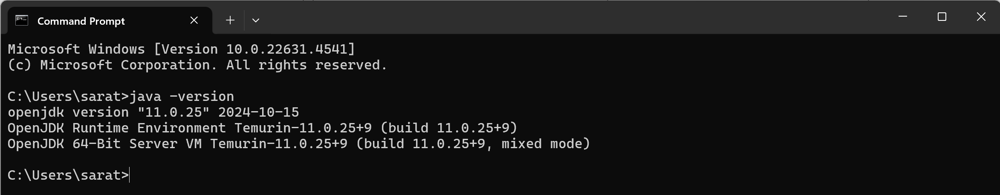 Command Prompt
Microsoft Windows [Version 10.0.22631.4541]
(c) Microsoft Corporation. All rights reserved.
C:\Users\sarat>java -version
openjdk version "11.0.25" 2024-10-15
OpenJDK Runtime Environment Temurin-11.0.25+9 (build 11.0.25+9)
OpenJDK 64-Bit Server VM Temurin-11.0.25+9 (build 11.0.25+9, mixed mode)
C:\Users\sarat>